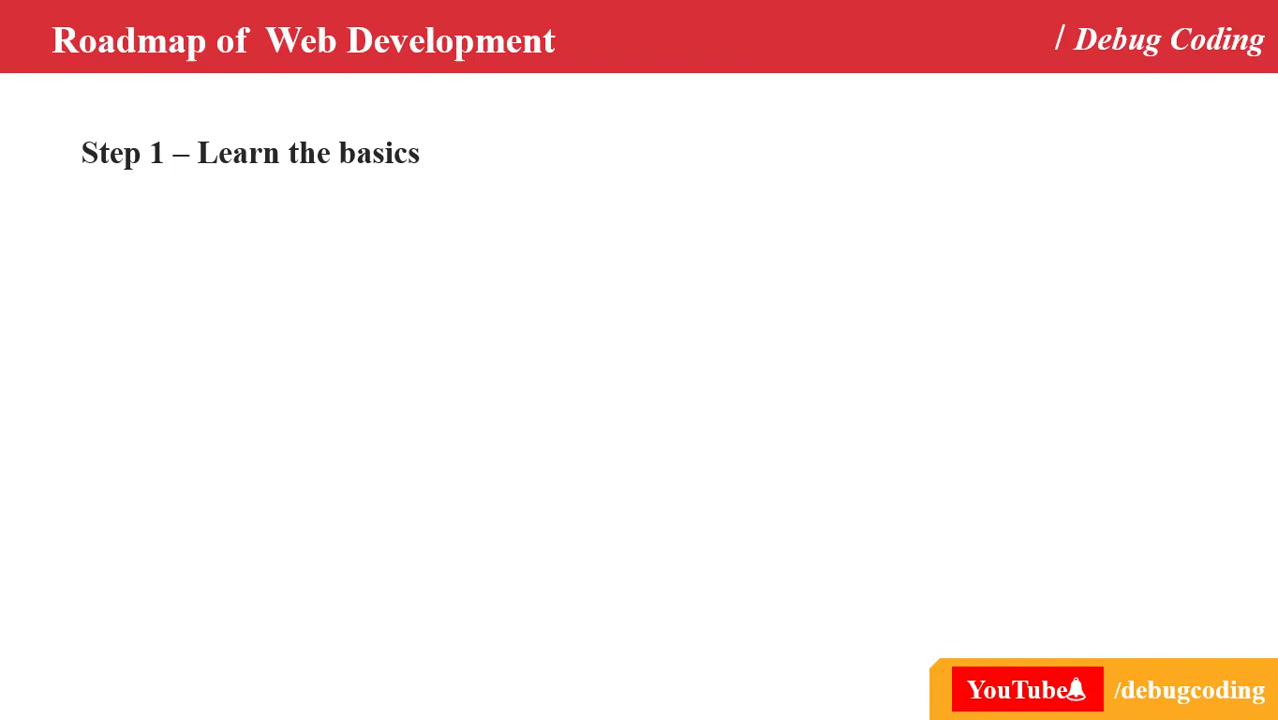 Roadmap of Web Development
/ Debug Coding
Step 1 – Learn the basics
YouTube /debugcoding